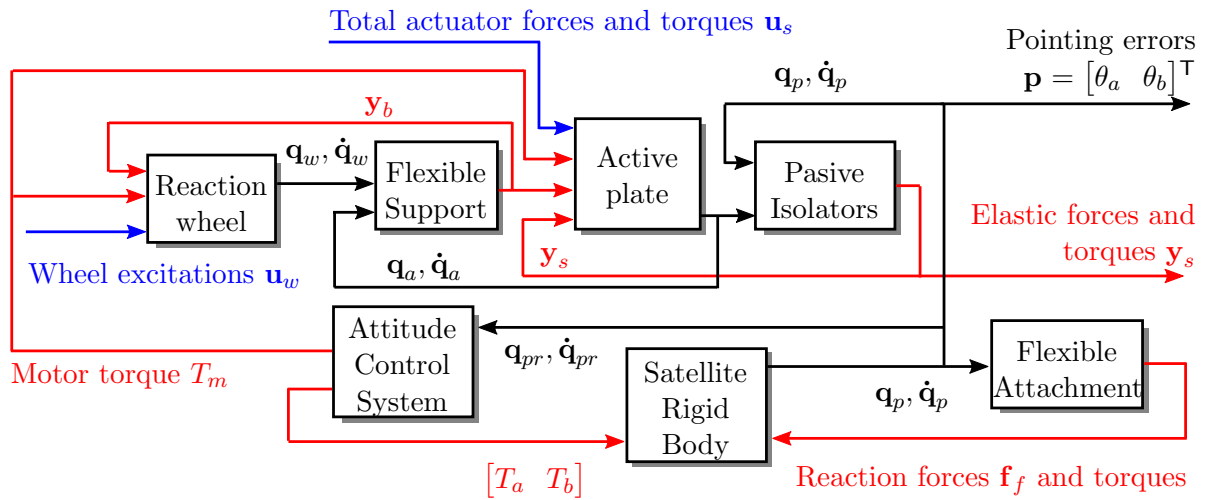 Total actuator forces and torques u_s
Pointing errors
p = [θ_a θ_b]^T
q_p, q̇_p
y_b
q_w, q̇_w
Reaction
wheel
Flexible
Support
Active
plate
Pasive
Isolators
Elastic forces and
torques y_s
y_s
q_a, q̇_a
Wheel excitations u_w
Attitude
Control
System
q_pr, q̇_pr
Motor torque T_m
Satellite
Rigid
Body
q_p, q̇_p
Flexible
Attachment
[T_a T_b]
Reaction forces f_f and torques